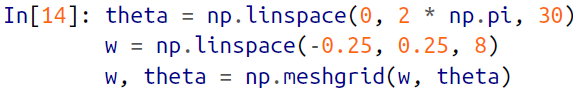 In[14]: theta = np.linspace(0, 2 * np.pi, 30)
w = np.linspace(-0.25, 0.25, 8)
w, theta = np.meshgrid(w, theta)